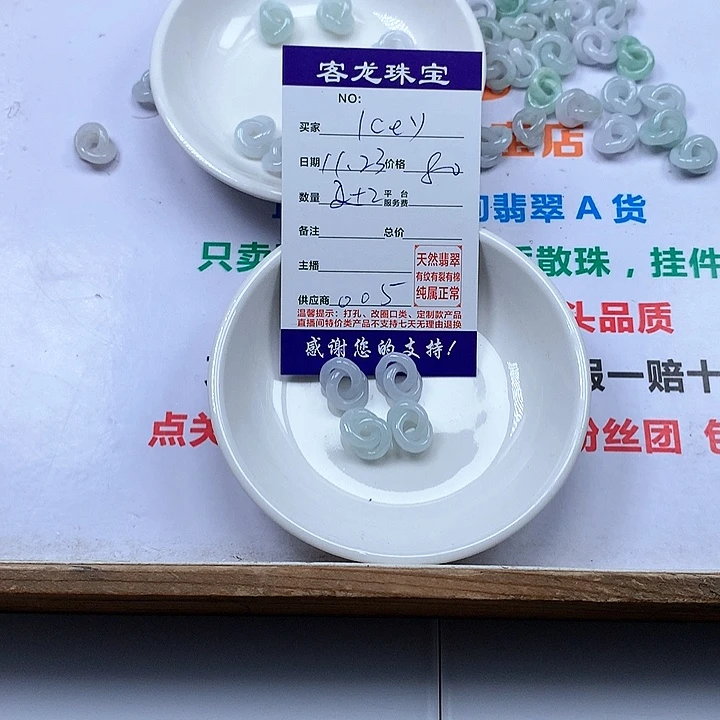 客龙珠宝
NO:
买家 Icey
日期 11.23 价格 80
数量 2+2 平台服务费
备注 总价
主播
天然翡翠
有纹有裂有棉
纯属正常
供应商 005
温馨提示:打孔、改圈口类、定制款产品
直播间特价类产品不支持七天无理由退换
感谢您的支持!
宝店
翡翠 A 货
只卖 散珠，挂件
头品质
假一赔十
点关 粉丝团 包